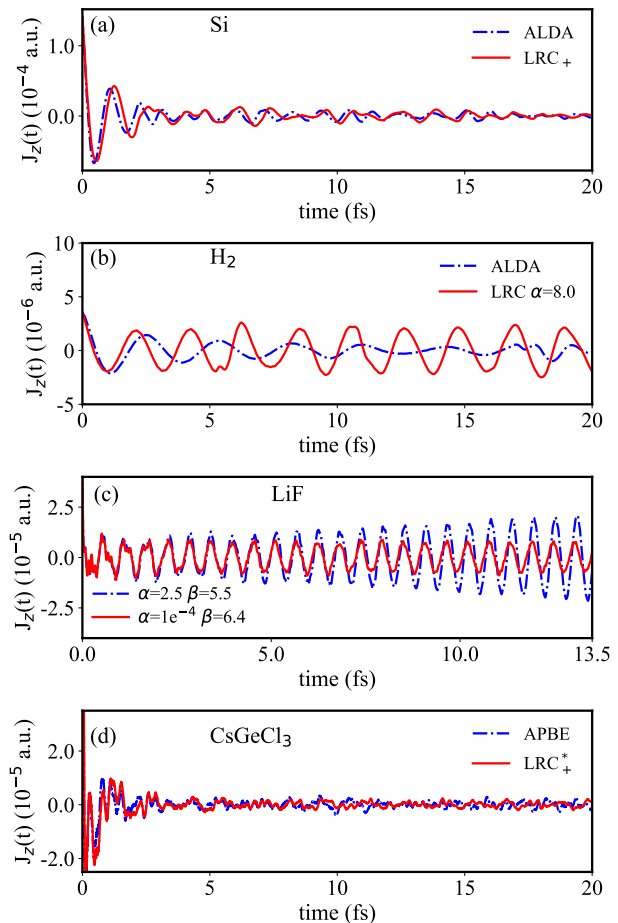 (a) Si
ALDA
LRC₊
1.0
0.0
J_z(t) (10⁻⁴ a.u.)
0 5 10 15 20
time (fs)
(b) H₂
ALDA
LRC α=8.0
10
5
0
-5
J_z(t) (10⁻⁶ a.u.)
0 5 10 15 20
time (fs)
(c) LiF
2.5
0.0
-2.5
J_z(t) (10⁻⁵ a.u.)
α=2.5 β=5.5
α=1e⁻⁴ β=6.4
0.0 5.0 10.0 13.5
time (fs)
(d) CsGeCl₃
APBE
LRC₊*
2.0
0.0
-2.0
J_z(t) (10⁻⁵ a.u.)
0 5 10 15 20
time (fs)